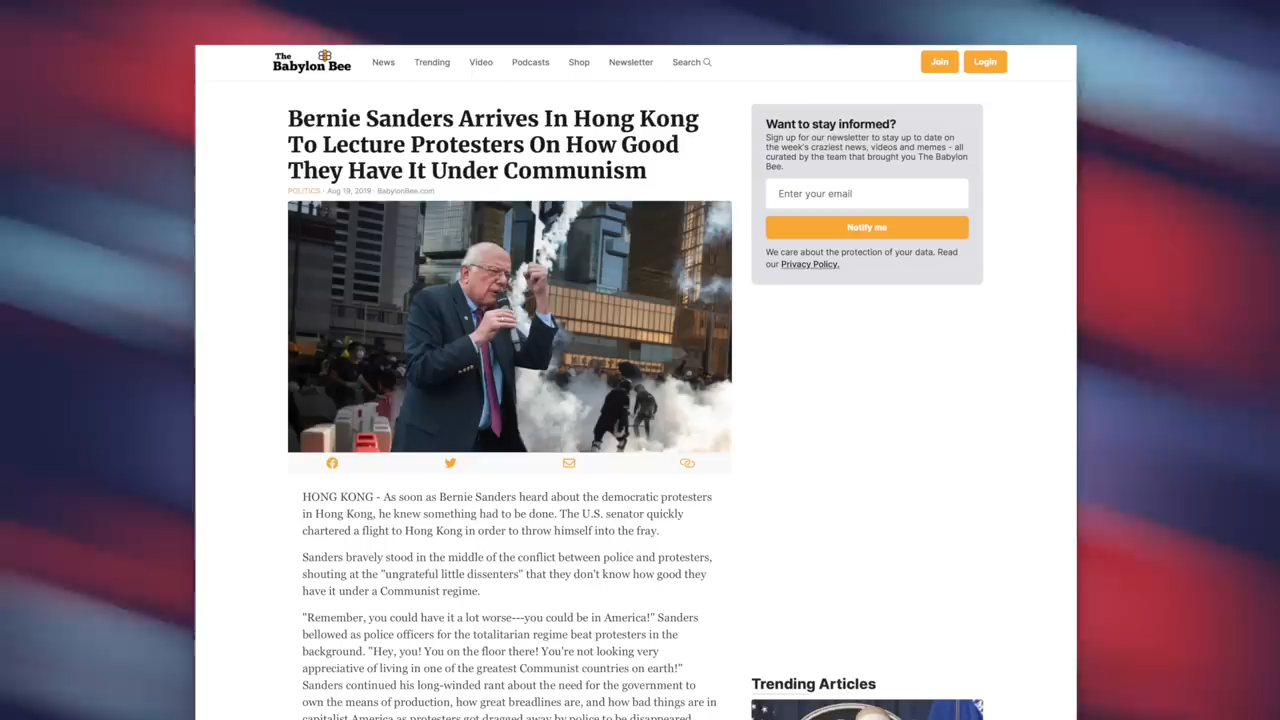 The
Babylon Bee
News Trending Video Podcasts Shop Newsletter Search
Join Login
Bernie Sanders Arrives In Hong Kong
To Lecture Protesters On How Good
They Have It Under Communism
POLITICS · Aug 19, 2019 · BabylonBee.com
HONG KONG - As soon as Bernie Sanders heard about the democratic protesters
in Hong Kong, he knew something had to be done. The U.S. senator quickly
chartered a flight to Hong Kong in order to throw himself into the fray.
Sanders bravely stood in the middle of the conflict between police and protesters,
shouting at the "ungrateful little dissenters" that they don't know how good they
have it under a Communist regime.
"Remember, you could have it a lot worse---you could be in America!" Sanders
bellowed as police officers for the totalitarian regime beat protesters in the
background. "Hey, you! You on the floor there! You're not looking very
appreciative of living in one of the greatest Communist countries on earth!"
Sanders continued his long-winded rant about the need for the government to
own the means of production, how great breadlines are, and how bad things are in
capitalist America as protesters got dragged away by police to be disappeared
Want to stay informed?
Sign up for our newsletter to stay up to date on
the week's craziest news, videos and memes - all
curated by the team that brought you The Babylon
Bee.
Enter your email
Notify me
We care about the protection of your data. Read
our Privacy Policy.
Trending Articles